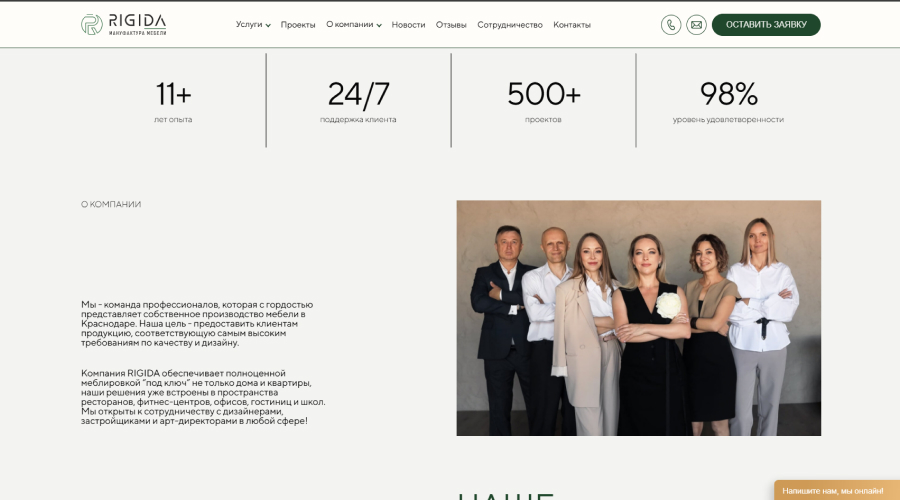 RIGIDA
МАНУФАКТУРА МЕБЕЛИ
Услуги
Проекты
О компании
Новости
Отзывы
Сотрудничество
Контакты
ОСТАВИТЬ ЗАЯВКУ
11+
лет опыта
24/7
поддержка клиента
500+
проектов
98%
уровень удовлетворенности
О КОМПАНИИ
Мы - команда профессионалов, которая с гордостью
представляет собственное производство мебели в
Краснодаре. Наша цель - предоставить клиентам
продукцию, соответствующую самым высоким
требованиям по качеству и дизайну.
Компания RIGIDA обеспечивает полноценной
меблировкой "под ключ" не только дома и квартиры,
наши решения уже встроены в пространства
ресторанов, фитнес-центров, офисов, гостиниц и школ.
Мы открыты к сотрудничеству с дизайнерами,
застройщиками и арт-директорами в любой сфере!
НАШЕ
Напишите нам, мы онлайн!